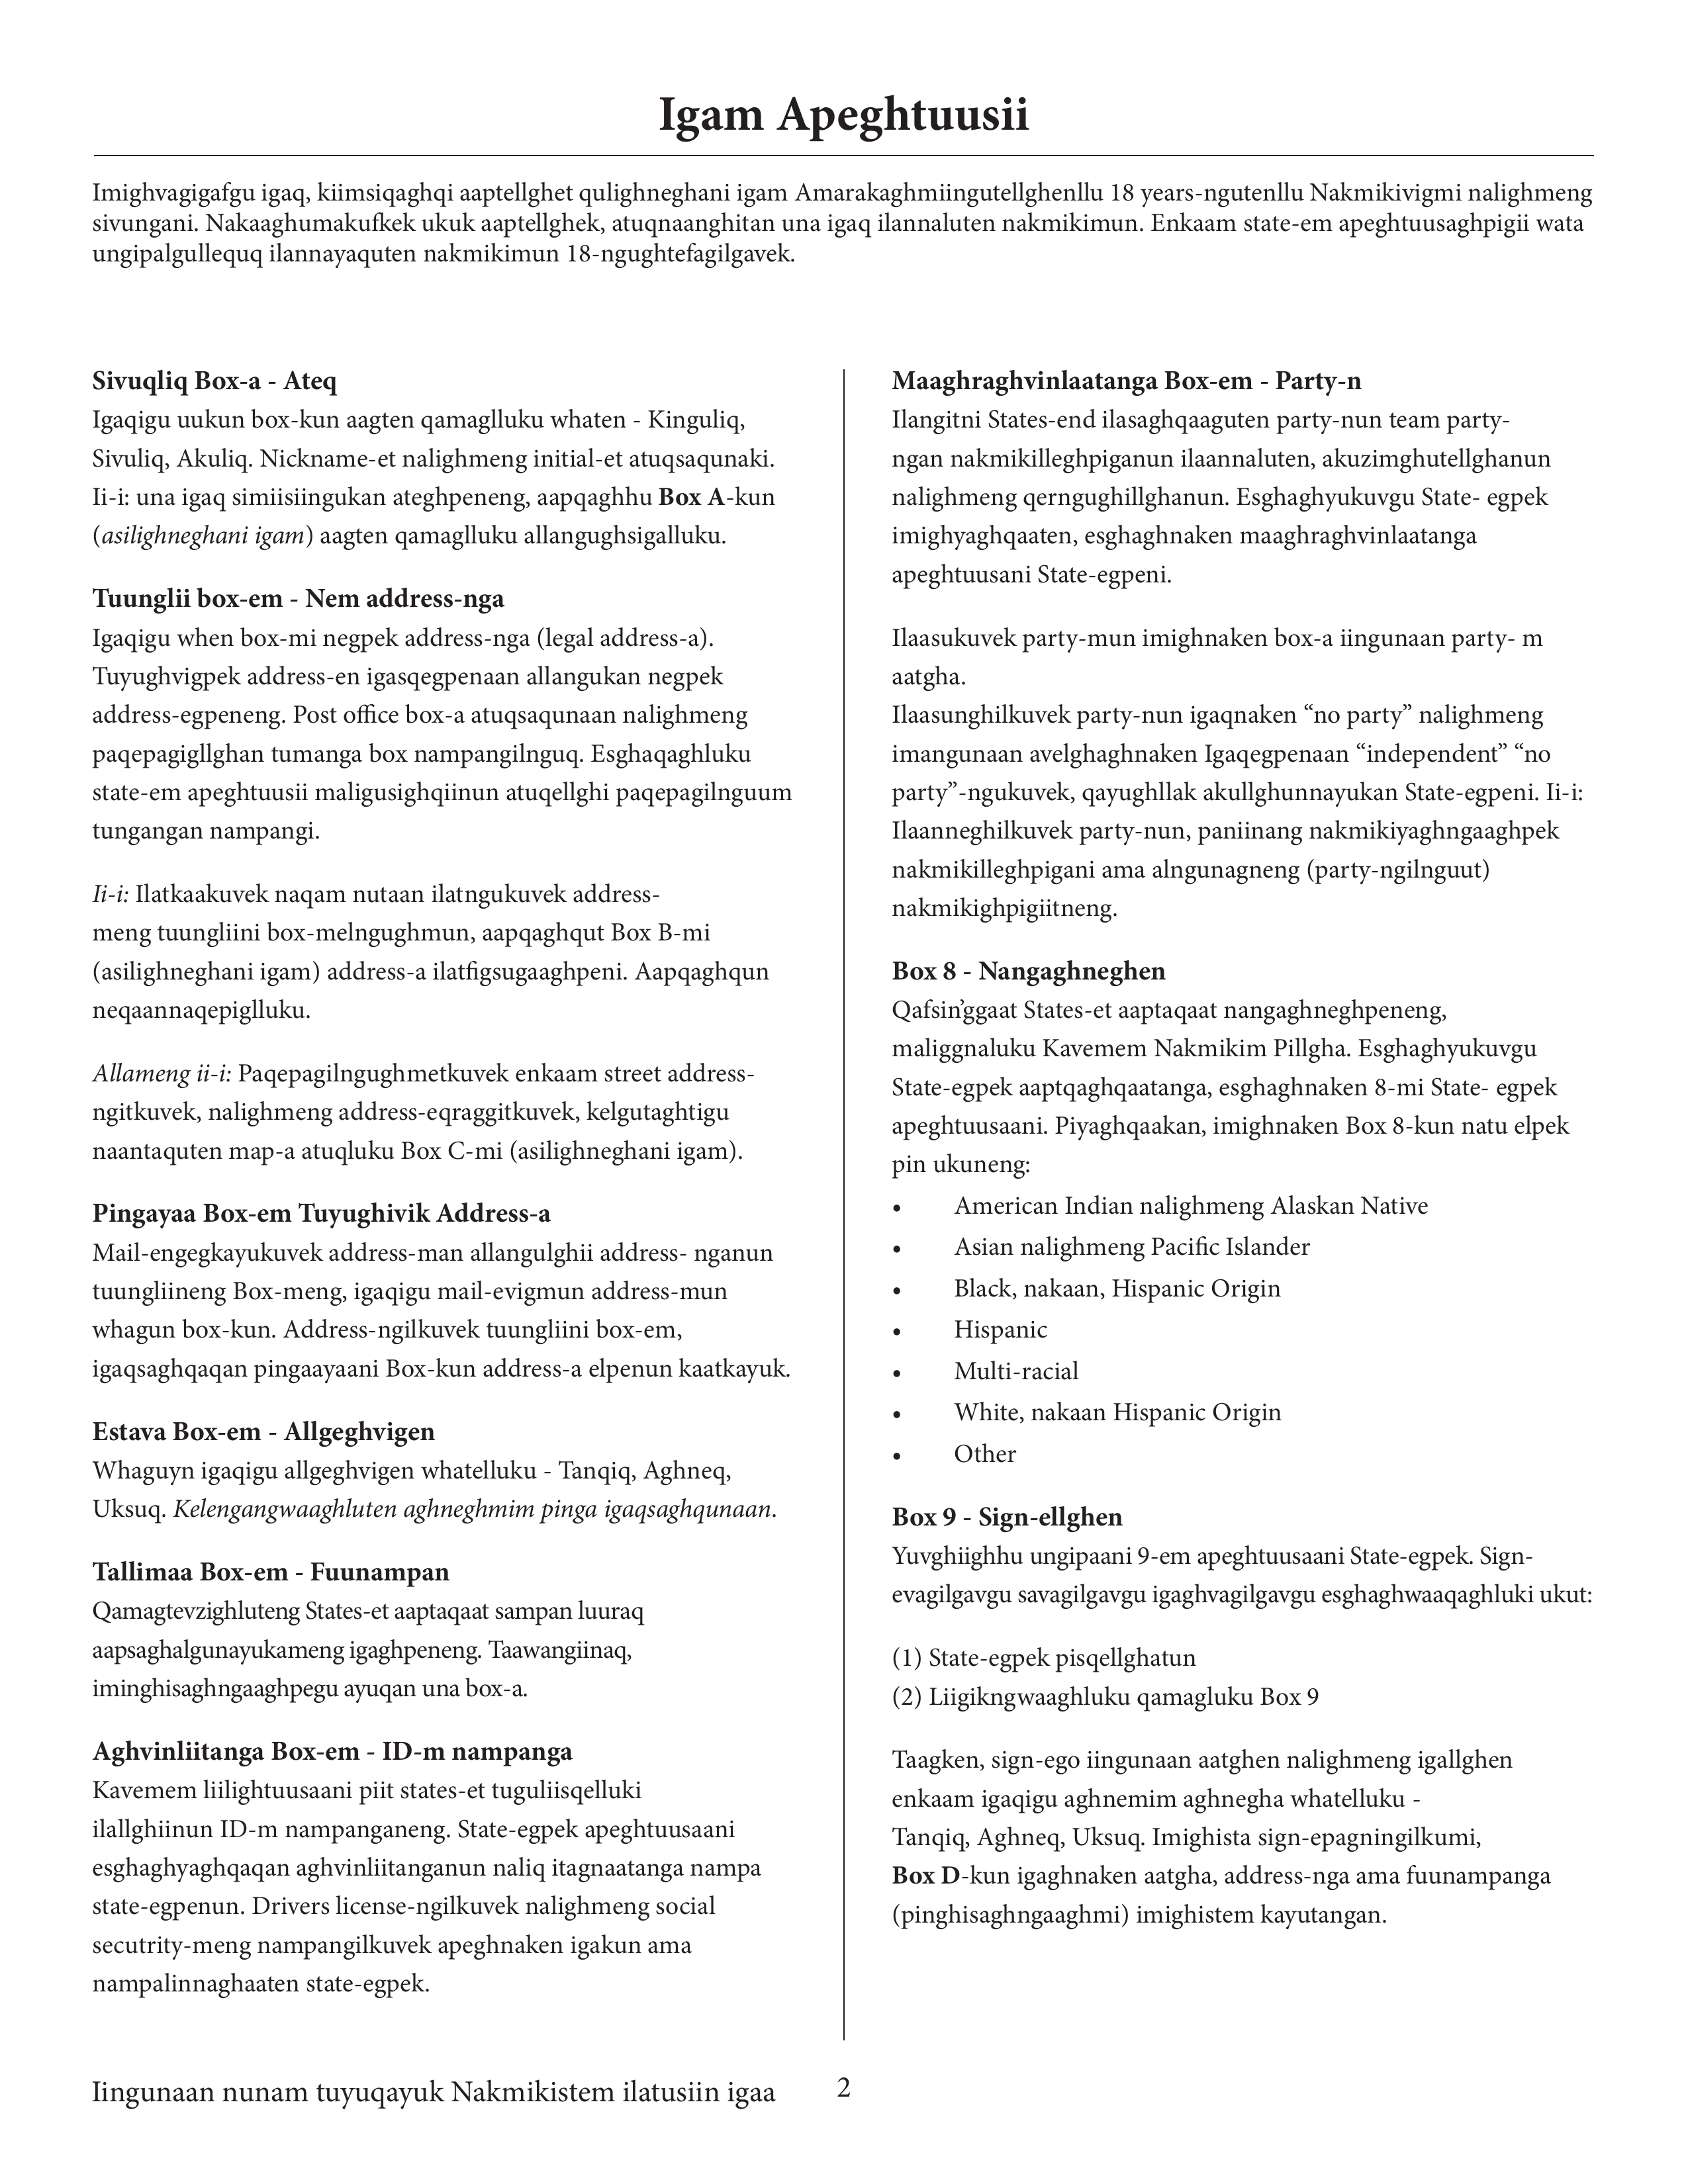 Igam Apeghtuusii
Imighvagigafgu igaq, kiimsiqaghqi aaptellghet qulighneghani igam Amarakaghmiingutellghenllu 18 years-ngutenllu Nakmikivigmi nalighmeng
sivungani. Nakaaghumakufkek ukuk aaptellghek, atuqnaanghitan una igaq ilannaluten nakmikimun. Enkaam state-em apeghtuusaghpigii wata
ungipalgullequq ilannayaquten nakmikimun 18-ngughtefagilgavek.
Sivuqliq Box-a - Ateq
Igaqigu uukun box-kun aagten qamaglluku whaten - Kinguliq,
Sivuliq, Akuliq. Nickname-et nalighmeng initial-et atuqsaqunaki.
Ii-i: una igaq simiisiingukan ateghpeneng, aapqaghhu Box A-kun
(asilighneghani igam) aagten qamaglluku allangughsigalluku.
Tuunglii box-em - Nem address-nga
Igaqigu when box-mi negpek address-nga (legal address-a).
Tuyughvigpek address-en igasqegpenaan allangukan negpek
address-egpeneng. Post office box-a atuqsaqunaan nalighmeng
paqepagigllghan tumanga box nampangilnguq. Esghaqaghluku
state-em apeghtuusii maligusighqiinun atuqellghi paqepagilnguum
tungangan nampangi.
Ii-i: Ilatkaakuvek naqam nutaan ilatngukuvek address-
meng tuungliini box-melngughmun, aapqaghqut Box B-mi
(asilighneghani igam) address-a ilatfigsugaaghpeni. Aapqaghqun
neqaannaqepiglluku.
Allameng ii-i: Paqepagilngughmetkuvek enkaam street address-
ngitkuvek, nalighmeng address-eqraggitkuvek, kelgutaghtigu
naantaquten map-a atuqluku Box C-mi (asilighneghani igam).
Pingayaa Box-em Tuyughivik Address-a
Mail-engegkayukuvek address-man allangulghii address- nganun
tuungliineng Box-meng, igaqigu mail-evigmun address-mun
whagun box-kun. Address-ngilkuvek tuungliini box-em,
igaqsaghqaqan pingaayaani Box-kun address-a elpenun kaatkayuk.
Estava Box-em - Allgeghvigen
Whaguyn igaqigu allgeghvigen whatelluku - Tanqiq, Aghneq,
Uksuq. Kelengangwaaghluten aghneghmim pinga igaqsaghqunaan.
Tallimaa Box-em - Fuunampan
Qamagtevzighluteng States-et aaptaqaat sampan luuraq
aapsaghalgunayukameng igaghpeneng. Taawangiinaq,
iminghisaghngaaghpegu ayuqan una box-a.
Aghvinliitanga Box-em - ID-m nampanga
Kavemem liilightuusaani piit states-et tuguliisqelluki
ilallghiinun ID-m nampanganeng. State-egpek apeghtuusaani
esghaghyaghqaqan aghvinliitanganun naliq itagnaatanga nampa
state-egpenun. Drivers license-ngilkuvek nalighmeng social
secutrity-meng nampangilkuvek apeghnaken igakun ama
nampalinnaghaaten state-egpek.
Maaghraghvinlaatanga Box-em - Party-n
Ilangitni States-end ilasaghqaaguten party-nun team party-
ngan nakmikilleghpiganun ilaannaluten, akuzimghutellghanun
nalighmeng qerngughillghanun. Esghaghyukuvgu State- egpek
imighyaghqaaten, esghaghnaken maaghraghvinlaatanga
apeghtuusani State-egpeni.
Ilaasukuvek party-mun imighnaken box-a iingunaan party- m
aatgha.
Ilaasunghilkuvek party-nun igaqnaken “no party” nalighmeng
imangunaan avelghaghnaken Igaqegpenaan “independent” “no
party”-ngukuvek, qayughllak akullghunnayukan State-egpeni. Ii-i:
Ilaanneghilkuvek party-nun, paniinang nakmikiyaghngaaghpek
nakmikilleghpigani ama alngunagneng (party-ngilnguut)
nakmikighpigiitneng.
Box 8 - Nangaghneghen
Qafsin’ggaat States-et aaptaqaat nangaghneghpeneng,
maliggnaluku Kavemem Nakmikim Pillgha. Esghaghyukuvgu
State-egpek aaptqaghqaatanga, esghaghnaken 8-mi State- egpek
apeghtuusaani. Piyaghqaakan, imighnaken Box 8-kun natu elpek
pin ukuneng:
• American Indian nalighmeng Alaskan Native
• Asian nalighmeng Pacific Islander
• Black, nakaan, Hispanic Origin
• Hispanic
• Multi-racial
• White, nakaan Hispanic Origin
• Other
Box 9 - Sign-ellghen
Yuvghiighhu ungipaani 9-em apeghtuusaani State-egpek. Sign-
evagilgavgu savagilgavgu igaghvagilgavgu esghaghwaaqaghluki ukut:
(1) State-egpek pisqellghatun
(2) Liigikngwaaghluku qamagluku Box 9
Taagken, sign-ego iingunaan aatghen nalighmeng igallghen
enkaam igaqigu aghnemim aghnegha whatelluku -
Tanqiq, Aghneq, Uksuq. Imighista sign-epagningilkumi,
Box D-kun igaghnaken aatgha, address-nga ama fuunampanga
(pinghisaghngaaghmi) imighistem kayutangan.
Iingunaan nunam tuyuqayuk Nakmikistem ilatusiin igaa
2